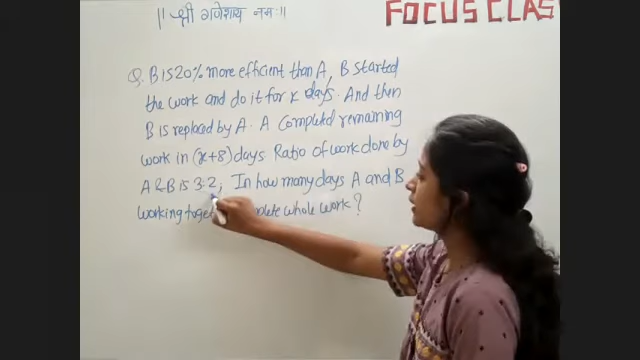 || श्री गणेशाय नमः ||
FOCUS CLAS
Q. B is 20% more efficient than A, B started
the work and do it for x days. And then
B is replaced by A. A completed remaining
work in (x+8) days Ratio of work done by
A & B is 3:2, In how many days A and B
working whole work?